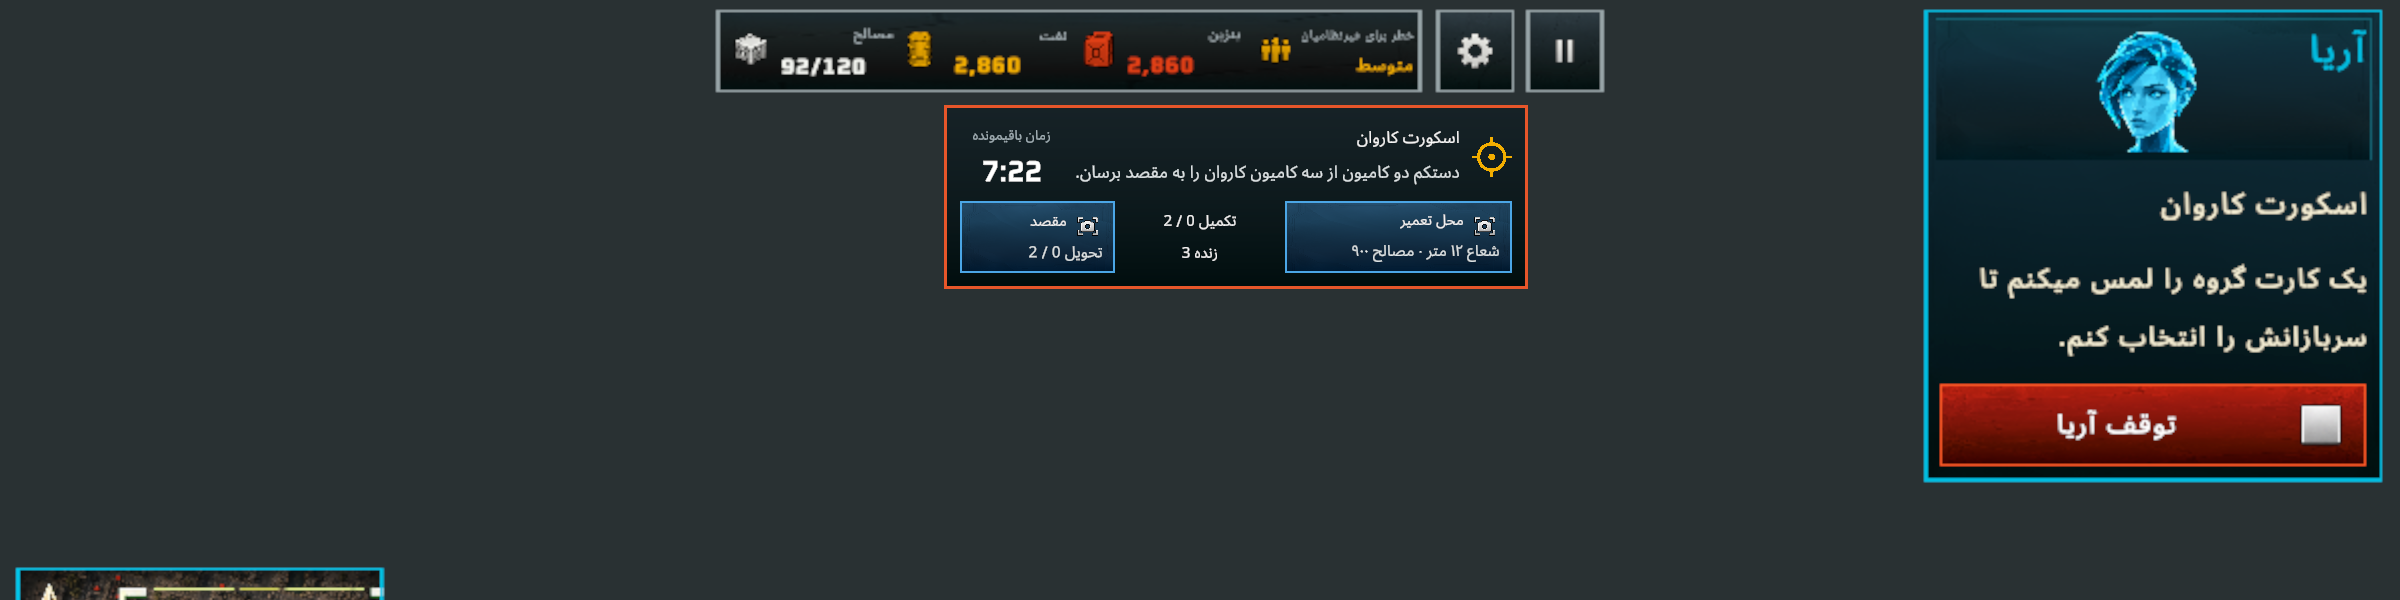 مصالح
92/120
نفت
2,860
بنزین
2,860
خطر برای غیرنظامیان
متوسط
اسکورت کاروان
دستکم دو کامیون از سه کامیون کاروان را به مقصد برسان.
زمان باقیمونده
7:22
محل تعمیر
شعاع ۱۲ متر · مصالح ۹۰۰
تکمیل 0 / 2
زنده 3
مقصد
تحویل 0 / 2
آریا
اسکورت کاروان
یک کارت گروه را لمس میکنم تا
سربازانش را انتخاب کنم.
توقف آریا